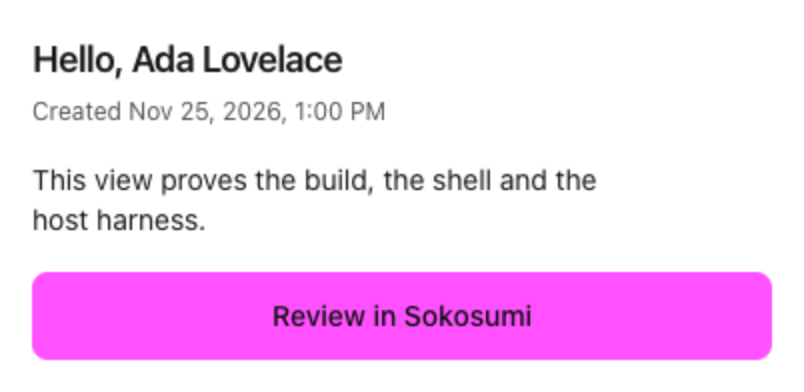 Hello, Ada Lovelace
Created Nov 25, 2026, 1:00 PM
This view proves the build, the shell and the
host harness.
Review in Sokosumi